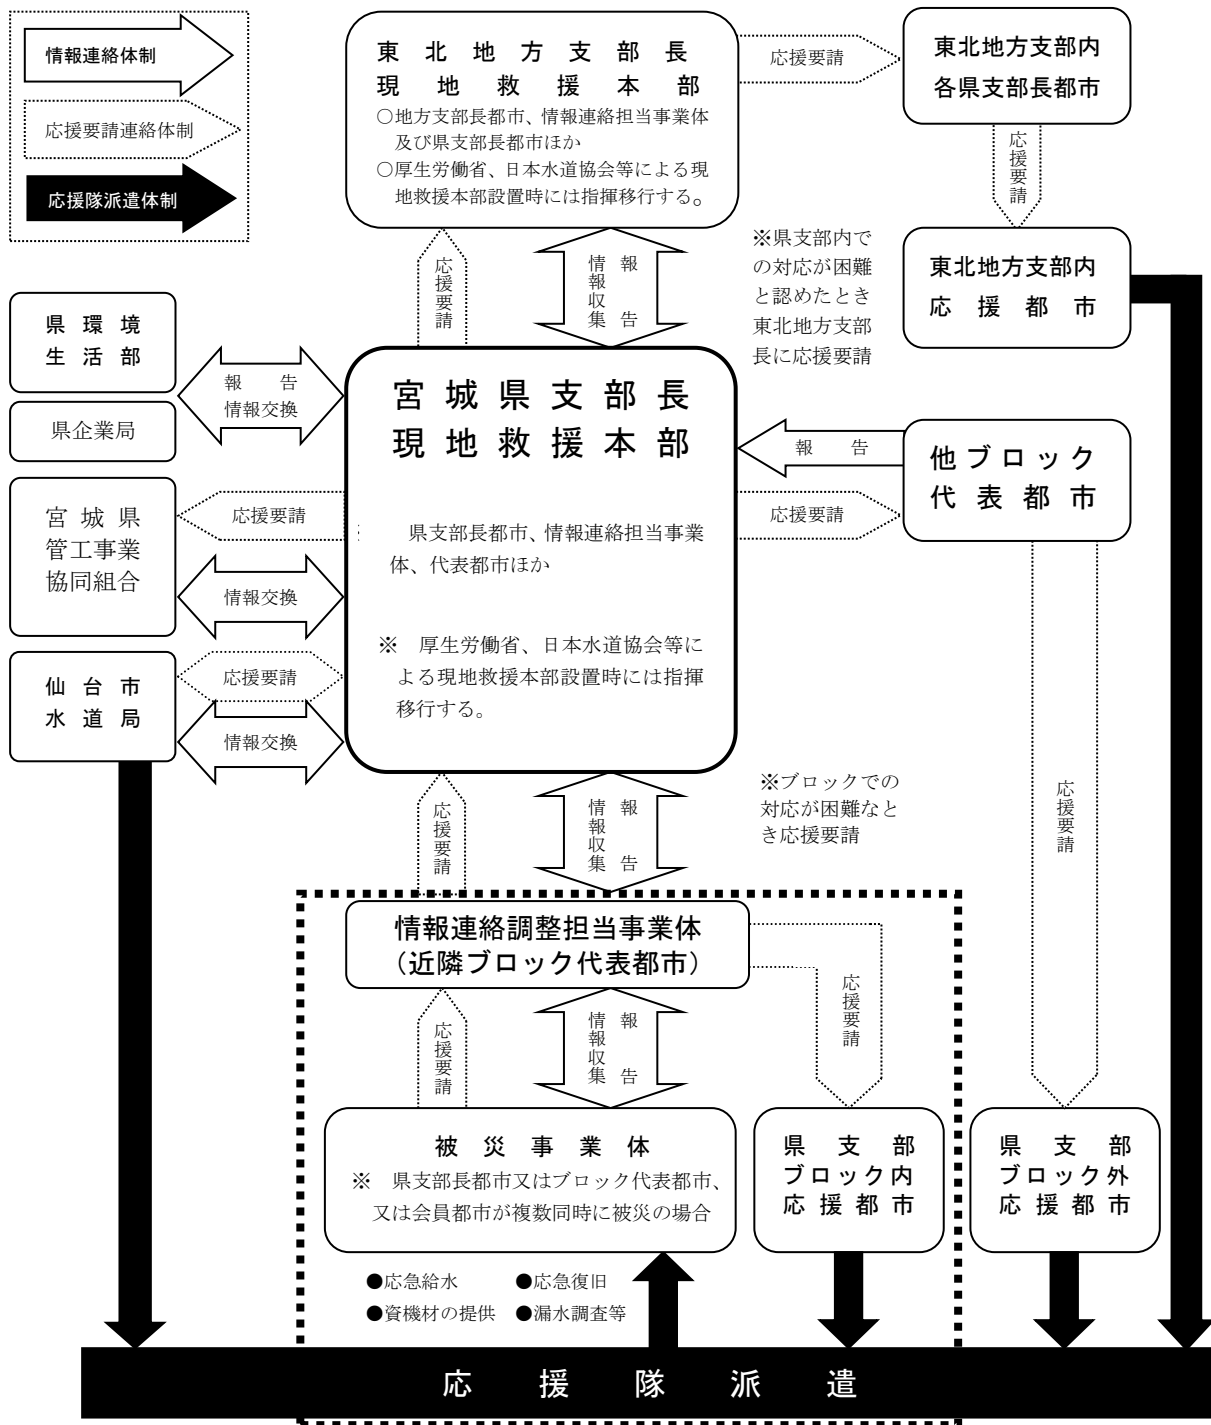 情報連絡体制
応援要請連絡体制
応援隊派遣体制
東北地方支部長
現地救援本部
○地方支部長都市、情報連絡担当事業体
及び県支部長都市ほか
○厚生労働省、日本水道協会等による現
地救援本部設置時には指揮移行する。
応援要請
東北地方支部内
各県支部長都市
応援要請
東北地方支部内
応援都市
※県支部内で
の対応が困難
と認めたとき
東北地方支部
長に応援要請
応援要請
情報収集
報告
県環境
生活部
県企業局
報告
情報交換
宮城県
管工事業
協同組合
応援要請
情報交換
仙台市
水道局
応援要請
情報交換
宮城県支部長
現地救援本部
県支部長都市、情報連絡担当事業
体、代表都市ほか
※ 厚生労働省、日本水道協会等に
よる現地救援本部設置時には指揮
移行する。
報告
応援要請
他ブロック
代表都市
応援要請
情報収集
報告
※ブロックでの
対応が困難なと
き応援要請
応援要請
情報連絡調整担当事業体
（近隣ブロック代表都市）
応援要請
応援要請
情報収集
報告
被災事業体
※ 県支部長都市又はブロック代表都市、
又は会員都市が複数同時に被災の場合
県支部
ブロック内
応援都市
県支部
ブロック外
応援都市
●応急給水 ●応急復旧
●資機材の提供 ●漏水調査等
応援隊派遣